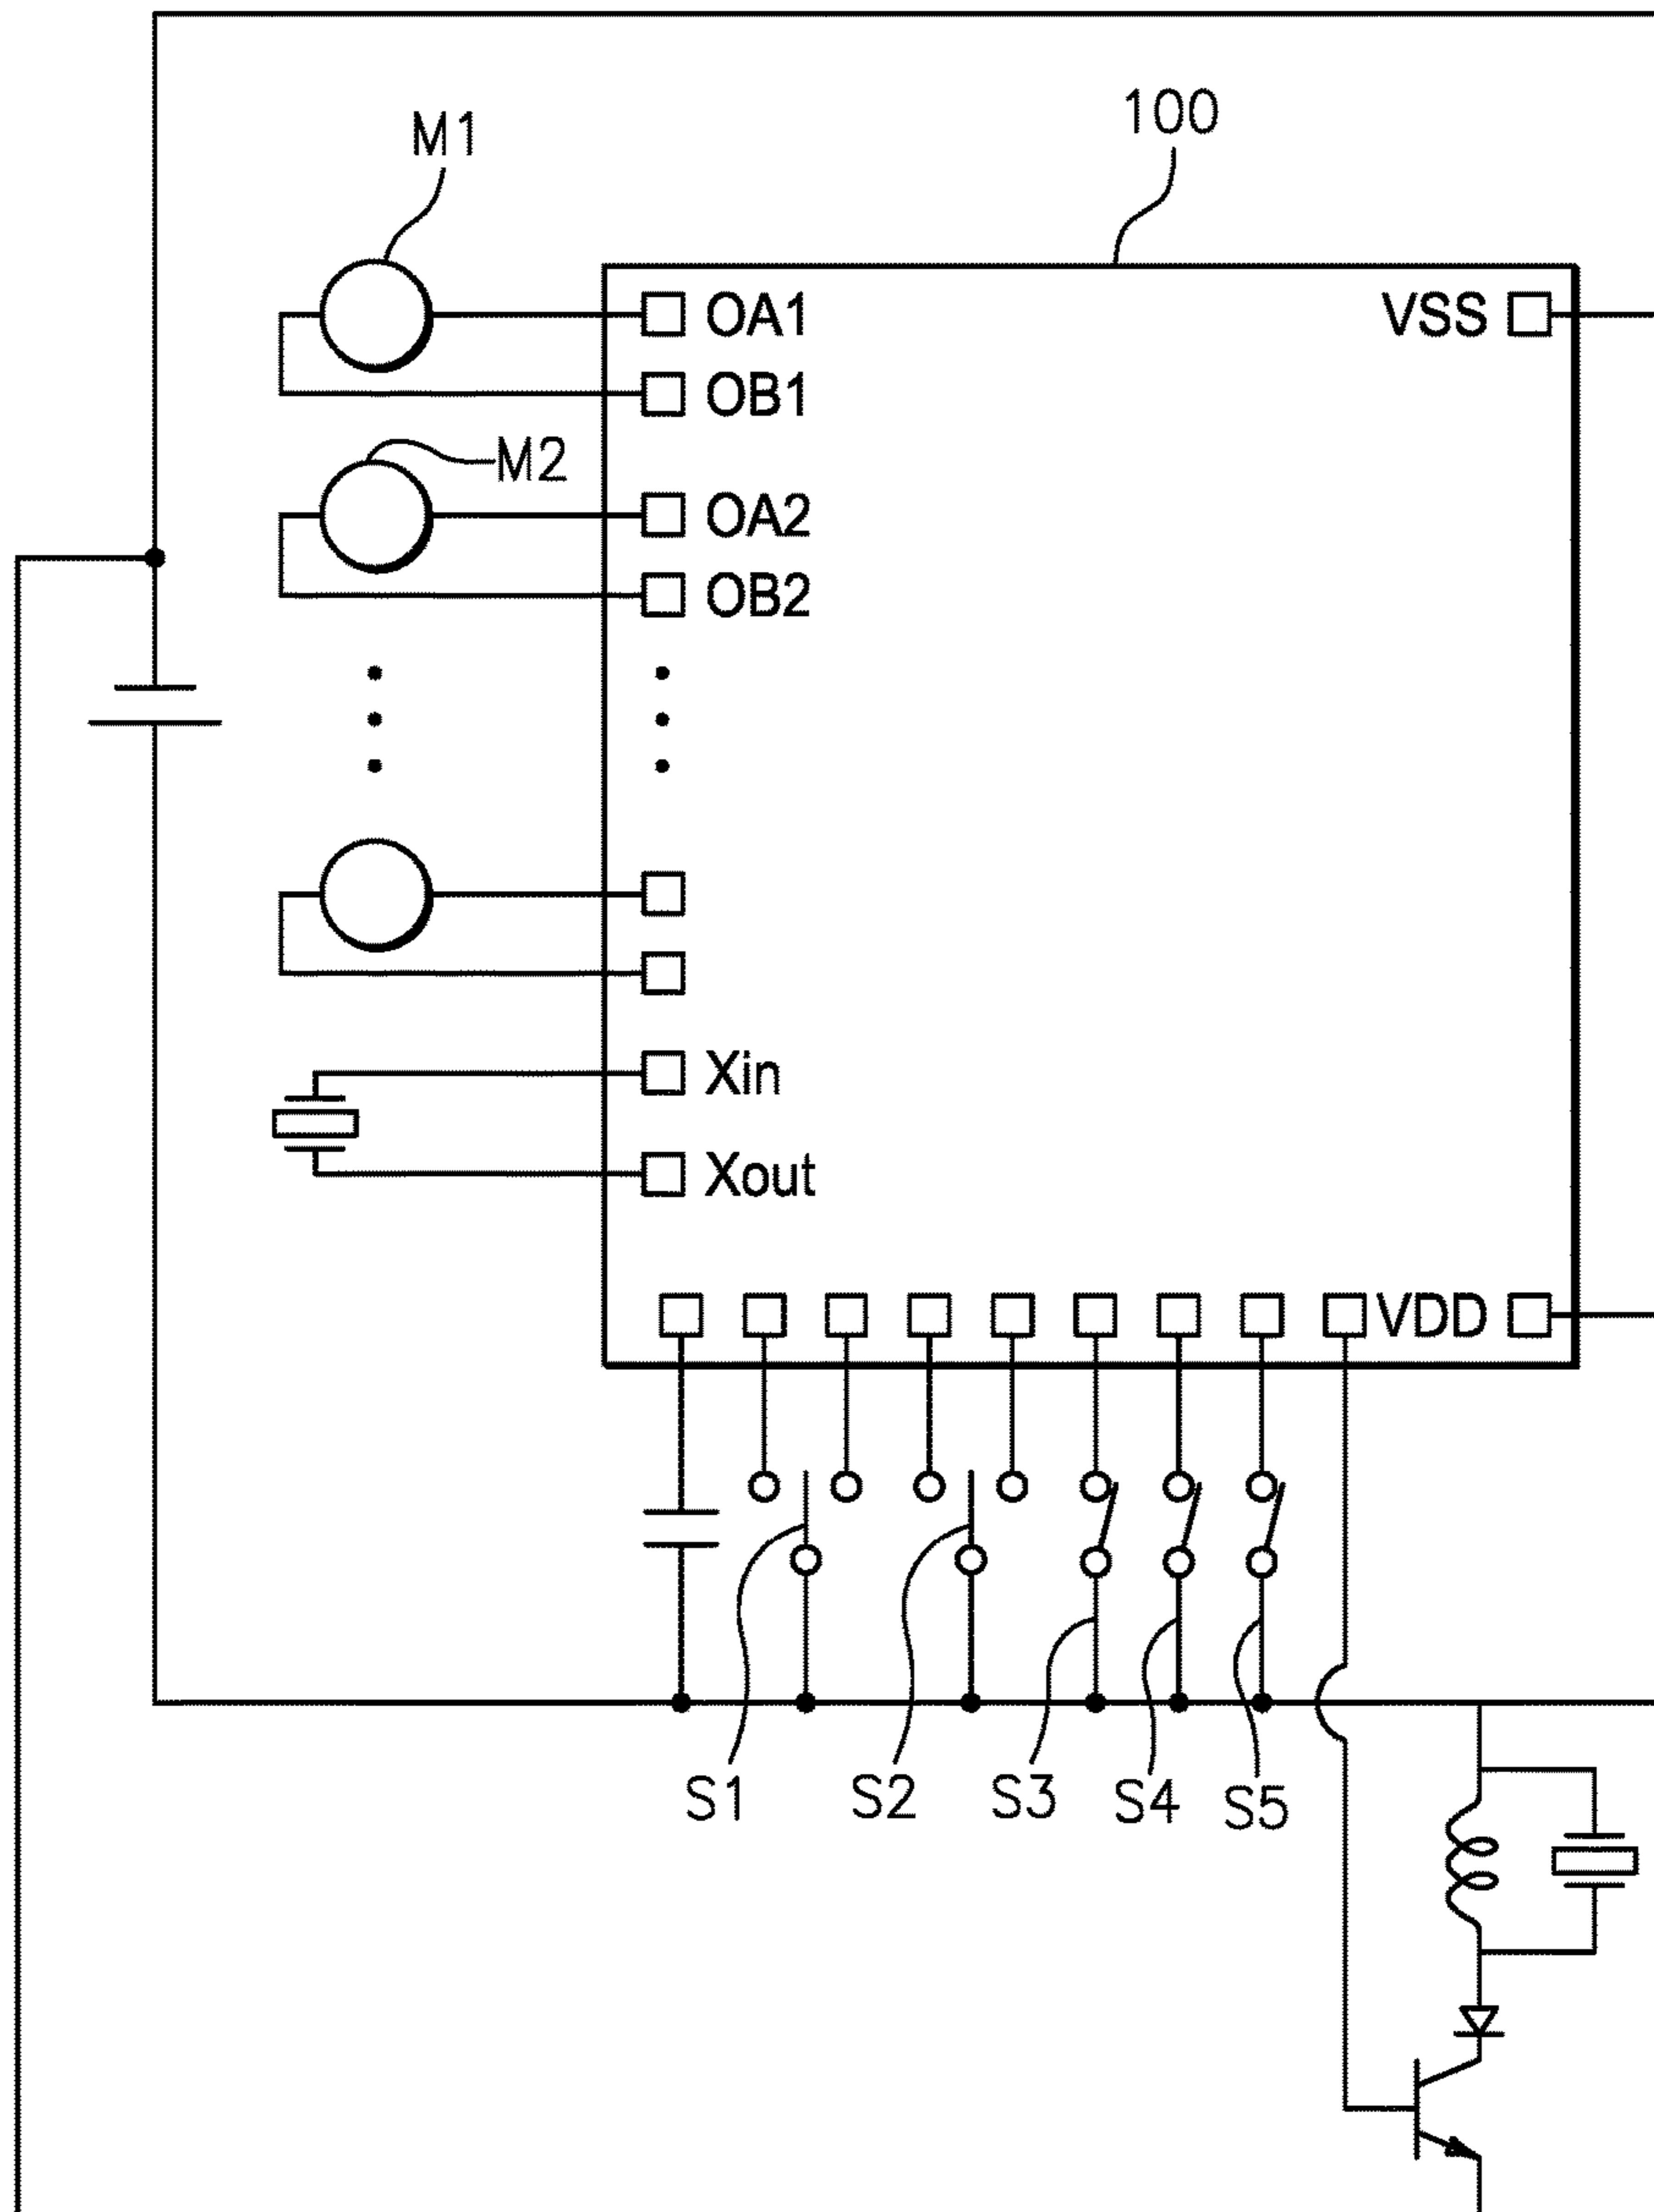 M1
100
OA1
VSS
OB1
M2
OA2
OB2
Xin
Xout
VDD
S1
S2
S3
S4
S5